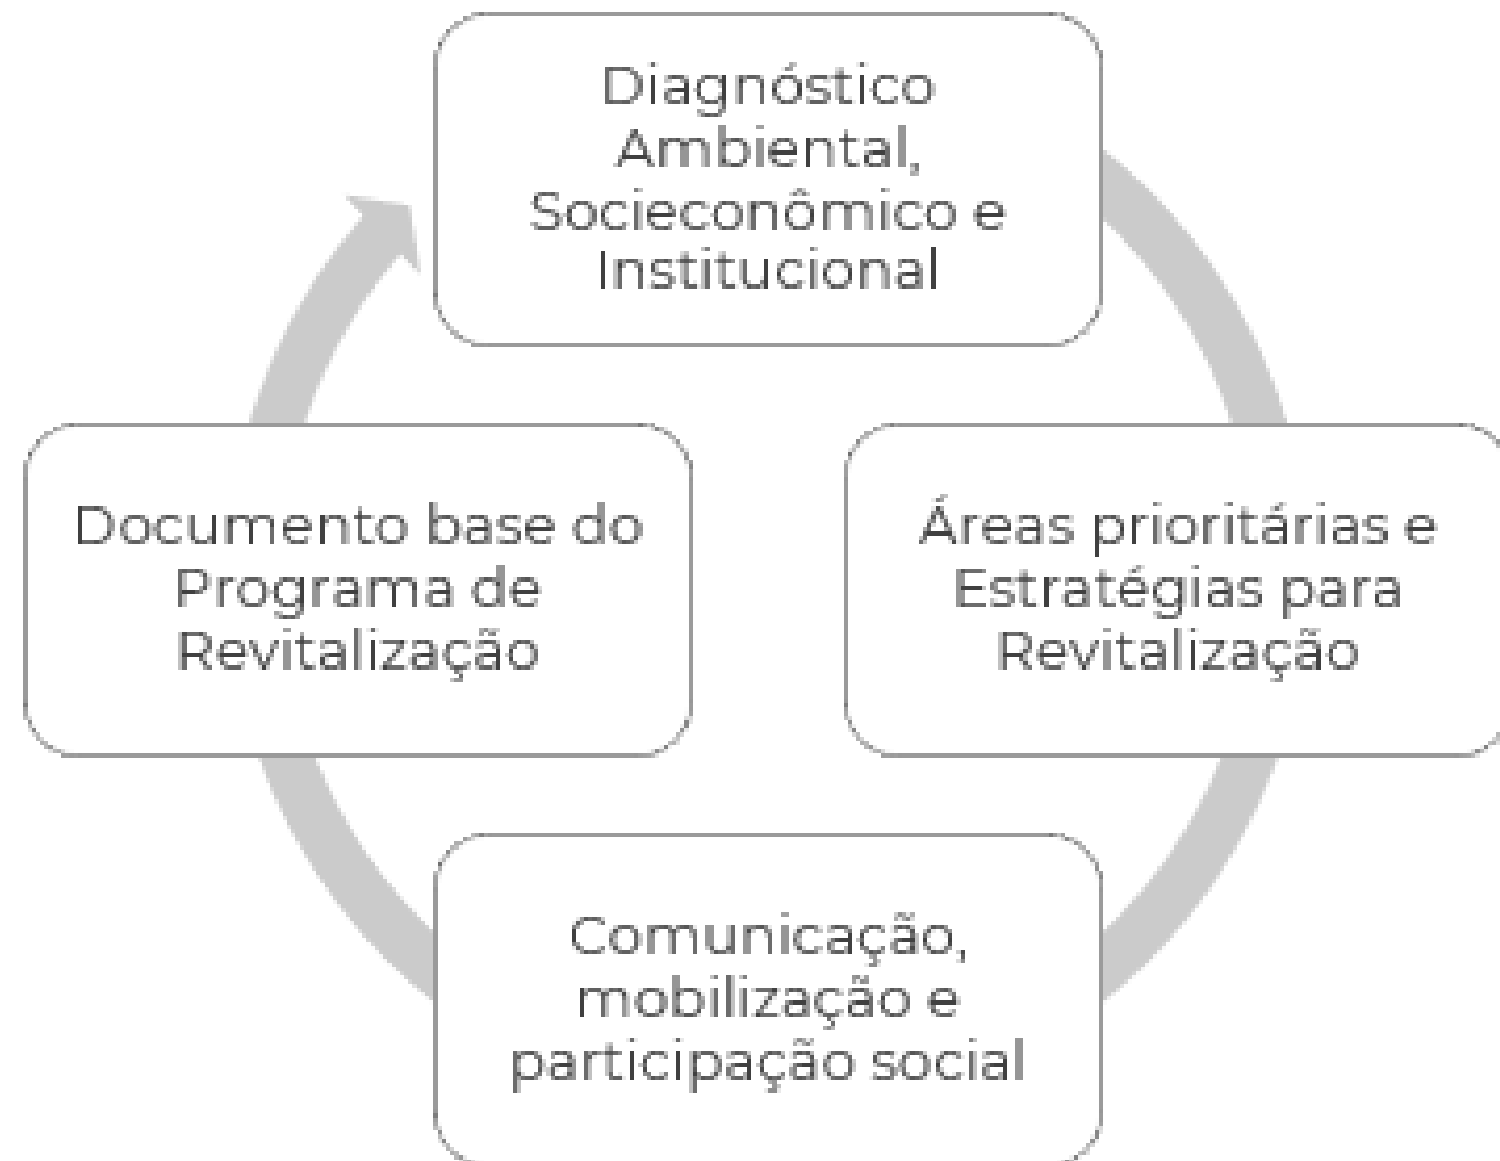 Diagnóstico
Ambiental,
Socieconômico e
Institucional
Documento base do
Programa de
Revitalização
Áreas prioritárias e
Estratégias para
Revitalização
Comunicação,
mobilização e
participação social